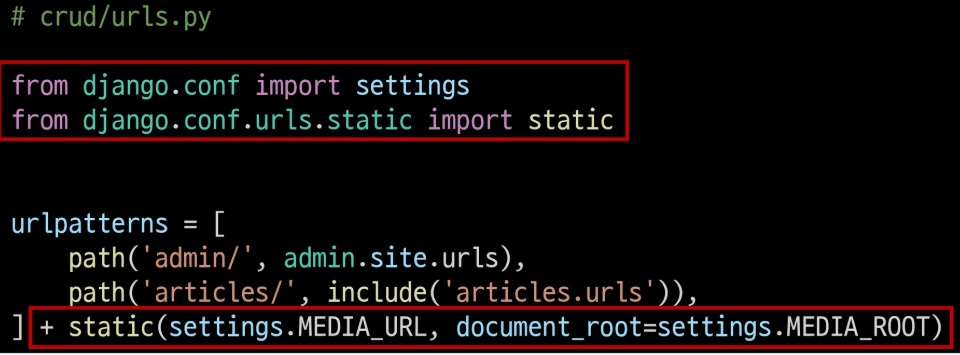 # crud/urls.py
from django.conf import settings
from django.conf.urls.static import static
urlpatterns = [
    path('admin/', admin.site.urls),
    path('articles/', include('articles.urls')),
] + static(settings.MEDIA_URL, document_root=settings.MEDIA_ROOT)